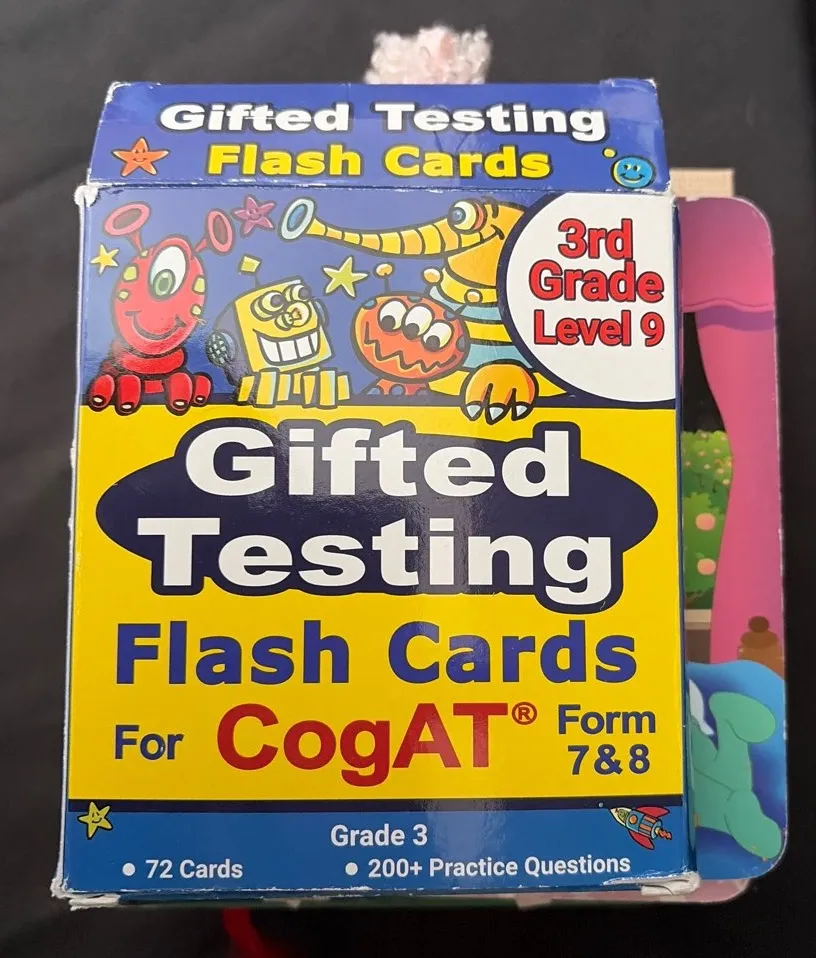 Gifted Testing
Flash Cards
3rd
Grade
Level 9
Gifted
Testing
Flash Cards
For CogAT® Form
7 & 8
Grade 3
• 72 Cards • 200+ Practice Questions